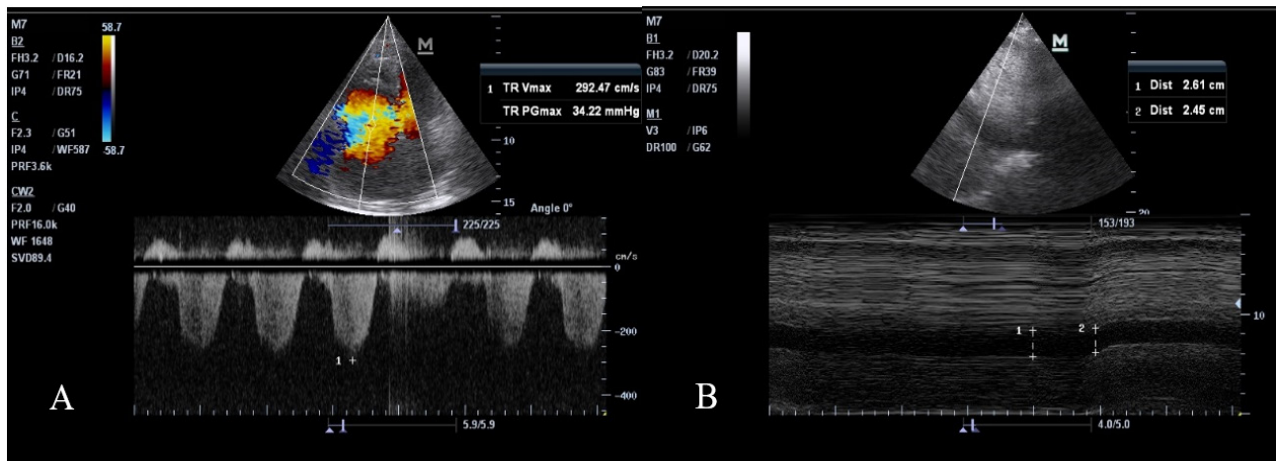 M7
B2
FH3.2 /D16.2
G71 /FR21
IP4 /DR75
C
F2.3 /G51
IP4 /WF587
PRF3.6k
CW2
F2.0 /G40
PRF16.0k
WF 1648
SVD89.4
58.7
-58.7
M
1 TR Vmax 292.47 cm/s
TR PGmax 34.22 mmHg
10
15
Angle 0°
225/225
cm/s
0
-200
-400
1
5.9/5.9
A
M7
B1
FH3.2 /D20.2
G83 /FR39
IP4 /DR75
M1
V3 /IP6
DR100 /G62
M
1 Dist 2.61 cm
2 Dist 2.45 cm
20
153/193
1
2
10
4.0/5.0
B